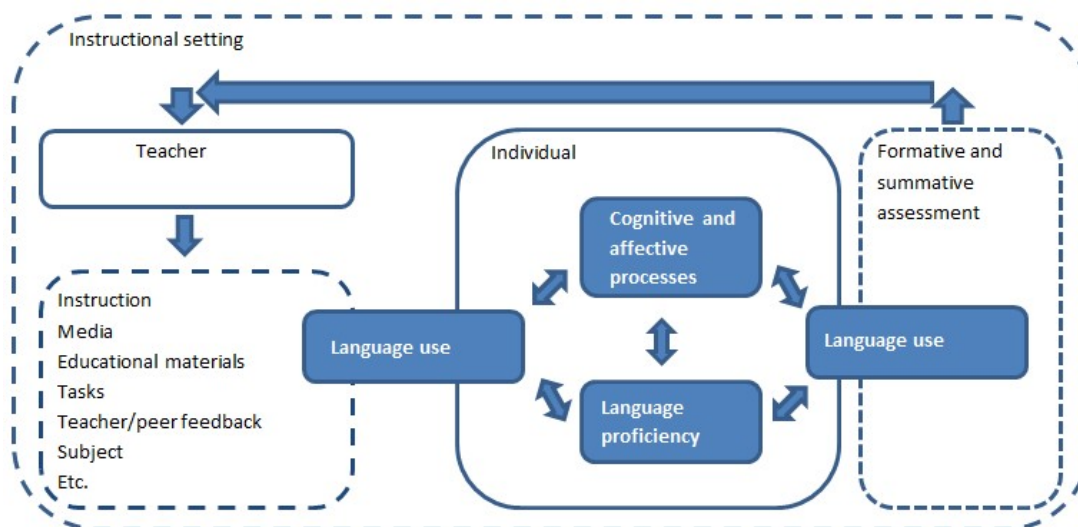 Instructional setting
Teacher
Instruction
Media
Educational materials
Tasks
Teacher/peer feedback
Subject
Etc.
Language use
Individual
Cognitive and
affective
processes
Language
proficiency
Language use
Formative and
summative
assessment